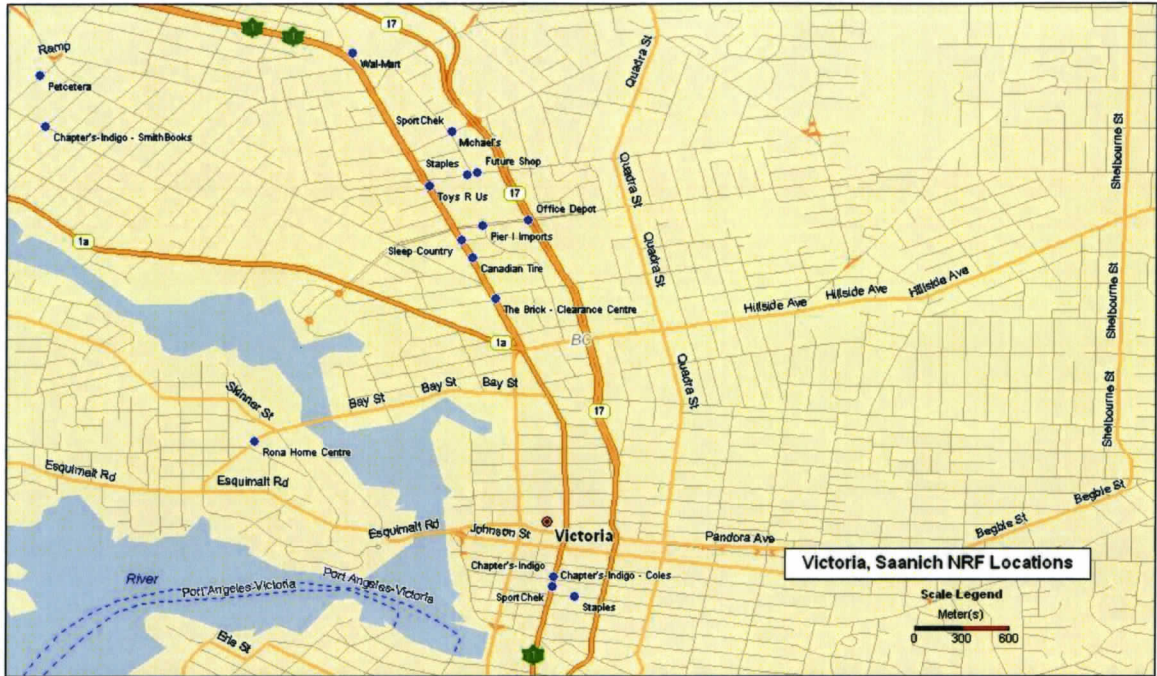 17
1
1
Quadra St
Ramp
Wal-Mart
Petcetera
Chapter's-Indigo - SmithBooks
SportChek
Michael's
Shelbourne St
Staples
Future Shop
Quadra St
Toys R Us
17
Office Depot
Pier I Imports
1a
Sleep Country
Quadra St
Canadian Tire
Hillside Ave
Hillside Ave
Hillside Ave
Shelbourne St
The Brick - Clearance Centre
1a
BC
Quadra St
Skinner St
Bay St
Bay St
Bay St
17
Shelbourne St
Rona Home Centre
Esquimalt Rd
Esquimalt Rd
Begbie St
Begbie St
Esquimalt Rd
Johnson St
Victoria
Pandora Ave
Victoria, Saanich NRF Locations
Chapter's-Indigo
Chapter's-Indigo - Coles
River
Port Angeles-Victoria
Port Angeles-Victoria
SportChek
Staples
Scale Legend
Meter(s)
0 300 600
Erie St
1